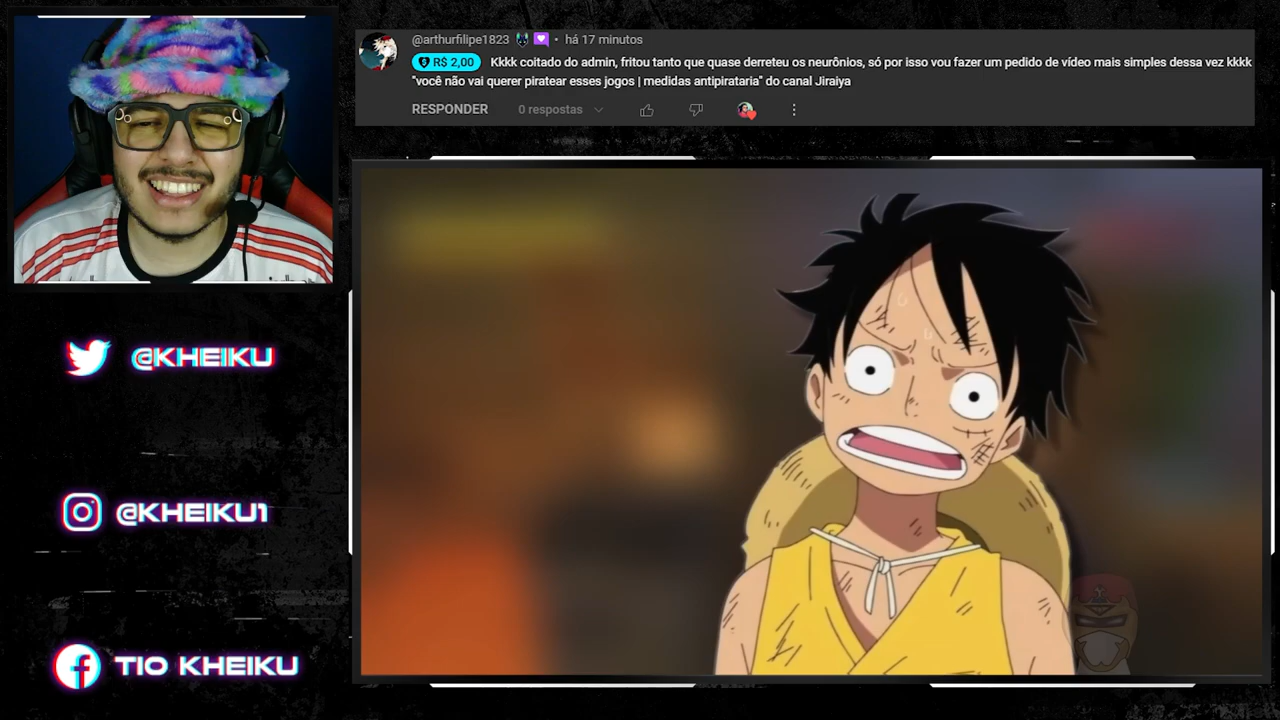 @arthurfilipe1823 • há 17 minutos
R$ 2,00 Kkkk coitado do admin, fritou tanto que quase derreteu os neurônios, só por isso vou fazer um pedido de vídeo mais simples dessa vez kkkk
"você não vai querer piratear esses jogos | medidas antipirataria" do canal Jiraiya
RESPONDER 0 respostas
@KHEIKU
@KHEIKU1
TIO KHEIKU